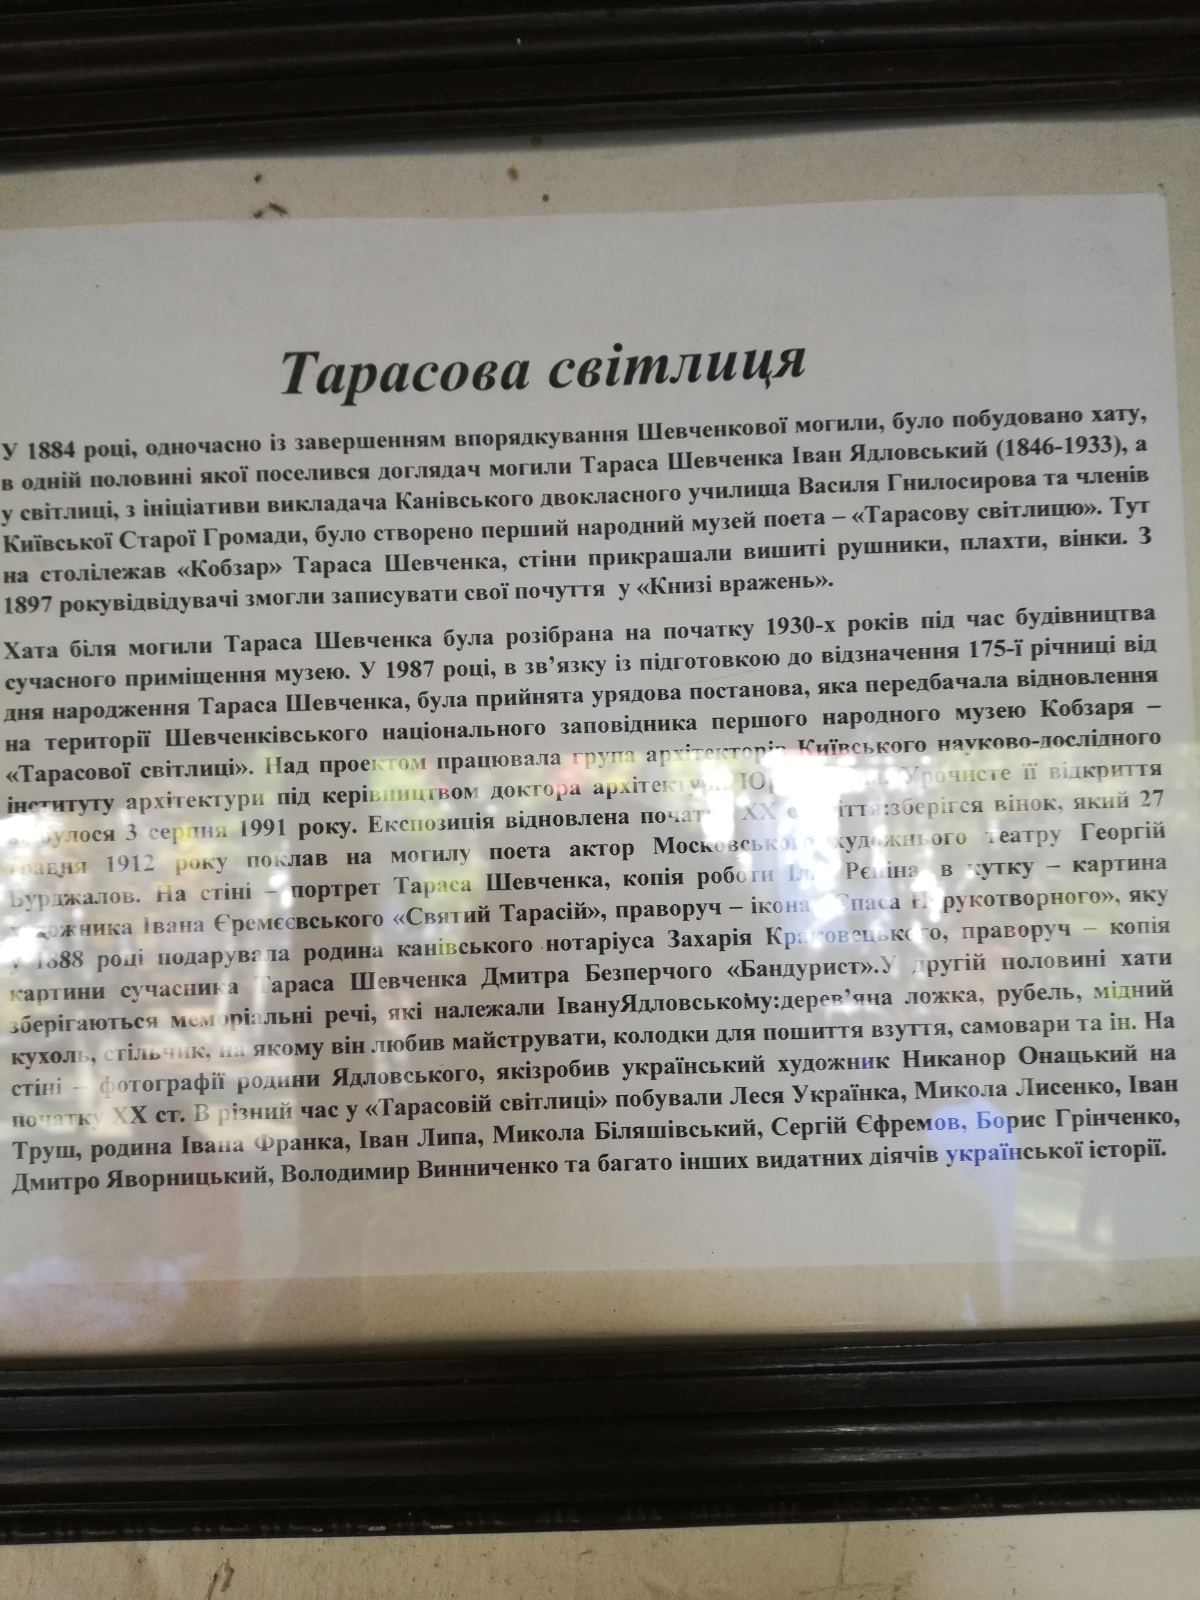 Тарасова світлиця
У 1884 році, одночасно із завершенням впорядкування Шевченкової могили, було побудовано хату,
в одній половині якої поселився доглядач могили Тараса Шевченка Іван Ядловський (1846-1933), а
у світлиці, з ініціативи викладача Канівського двокласного училища Василя Гнилосирова та членів
Київської Старої Громади, було створено перший народний музей поета – «Тарасову світлицю». Тут
на столілежав «Кобзар» Тараса Шевченка, стіни прикрашали вишиті рушники, плахти, вінки. З
1897 рокувідвідувачі змогли записувати свої почуття у «Книзі вражень».
Хата біля могили Тараса Шевченка була розібрана на початку 1930-х років під час будівництва
сучасного приміщення музею. У 1987 році, в зв’язку із підготовкою до відзначення 175-ї річниці від
дня народження Тараса Шевченка, була прийнята урядова постанова, яка передбачала відновлення
на території Шевченківського національного заповідника першого народного музею Кобзаря –
«Тарасової світлиці». Над проектом працювала група архітекторів Київського науково-дослідного
інституту архітектури під керівництвом доктора архітектури Урочисте її відкриття
3 серпня 1991 року. Експозиція відновлена XX вінок, який 27
травня 1912 року поклав на могилу поета актор Московського художнього театру Георгій
Бурджалов. На стіні – портрет Тараса Шевченка, копія роботи Рєпіна, в кутку – картина
художника Івана Єремєєвського «Святий Тарасій», праворуч – ікона яку
у 1888 році подарувала родина канівського нотаріуса Захарія праворуч – копія
картини сучасника Тараса Шевченка Дмитра Безперчого «Бандурист».У другій половині хати
зберігаються меморіальні речі, які належали ІвануЯдловському:дерев’яна ложка, рубель, мідний
кухоль, стільчик, на якому він любив майструвати, колодки для пошиття взуття, самовари та ін. На
стіні – фотографії родини Ядловського, якізробив український художник Никанор Онацький на
початку XX ст. В різний час у «Тарасовій світлиці» побували Леся Українка, Микола Лисенко, Іван
Труш, родина Івана Франка, Іван Липа, Микола Біляшівський, Сергій Єфремов, Борис Грінченко,
Дмитро Яворницький, Володимир Винниченко та багато інших видатних діячів української історії.